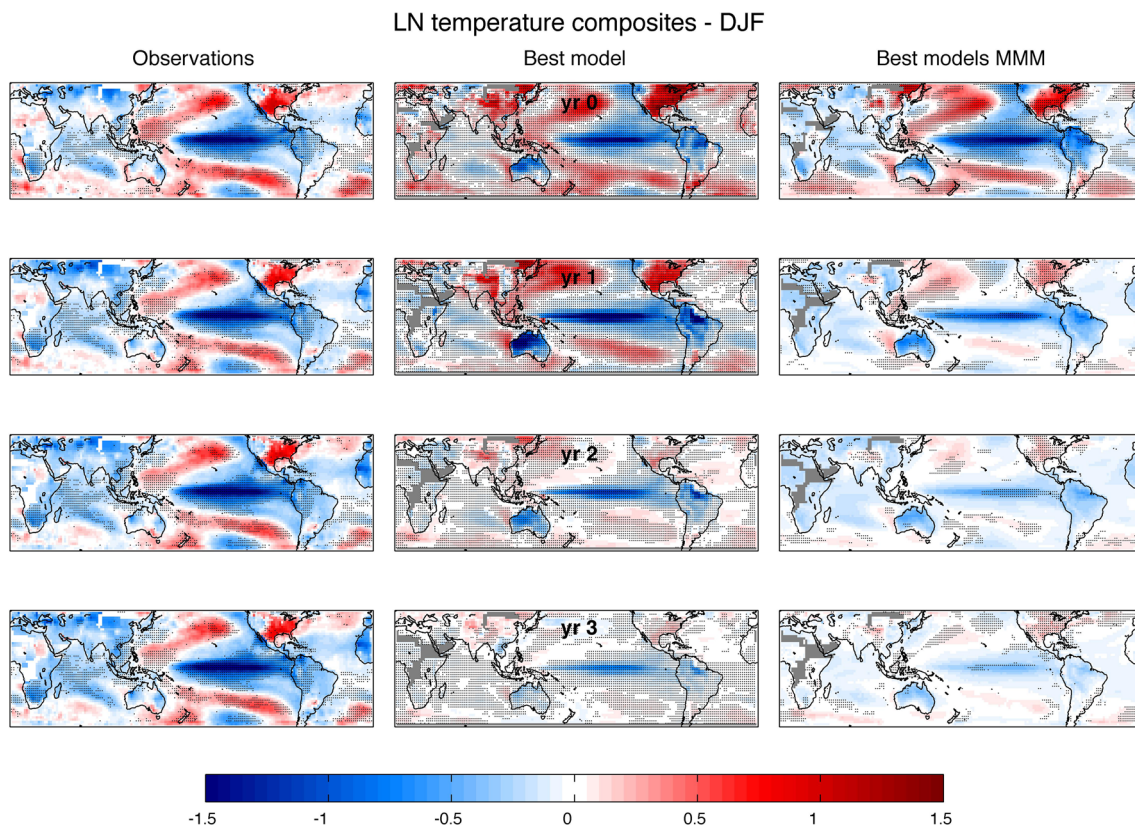 LN temperature composites - DJF
Observations
Best model
Best models MMM
yr 0
yr 1
yr 2
yr 3
-1.5 -1 -0.5 0 0.5 1 1.5